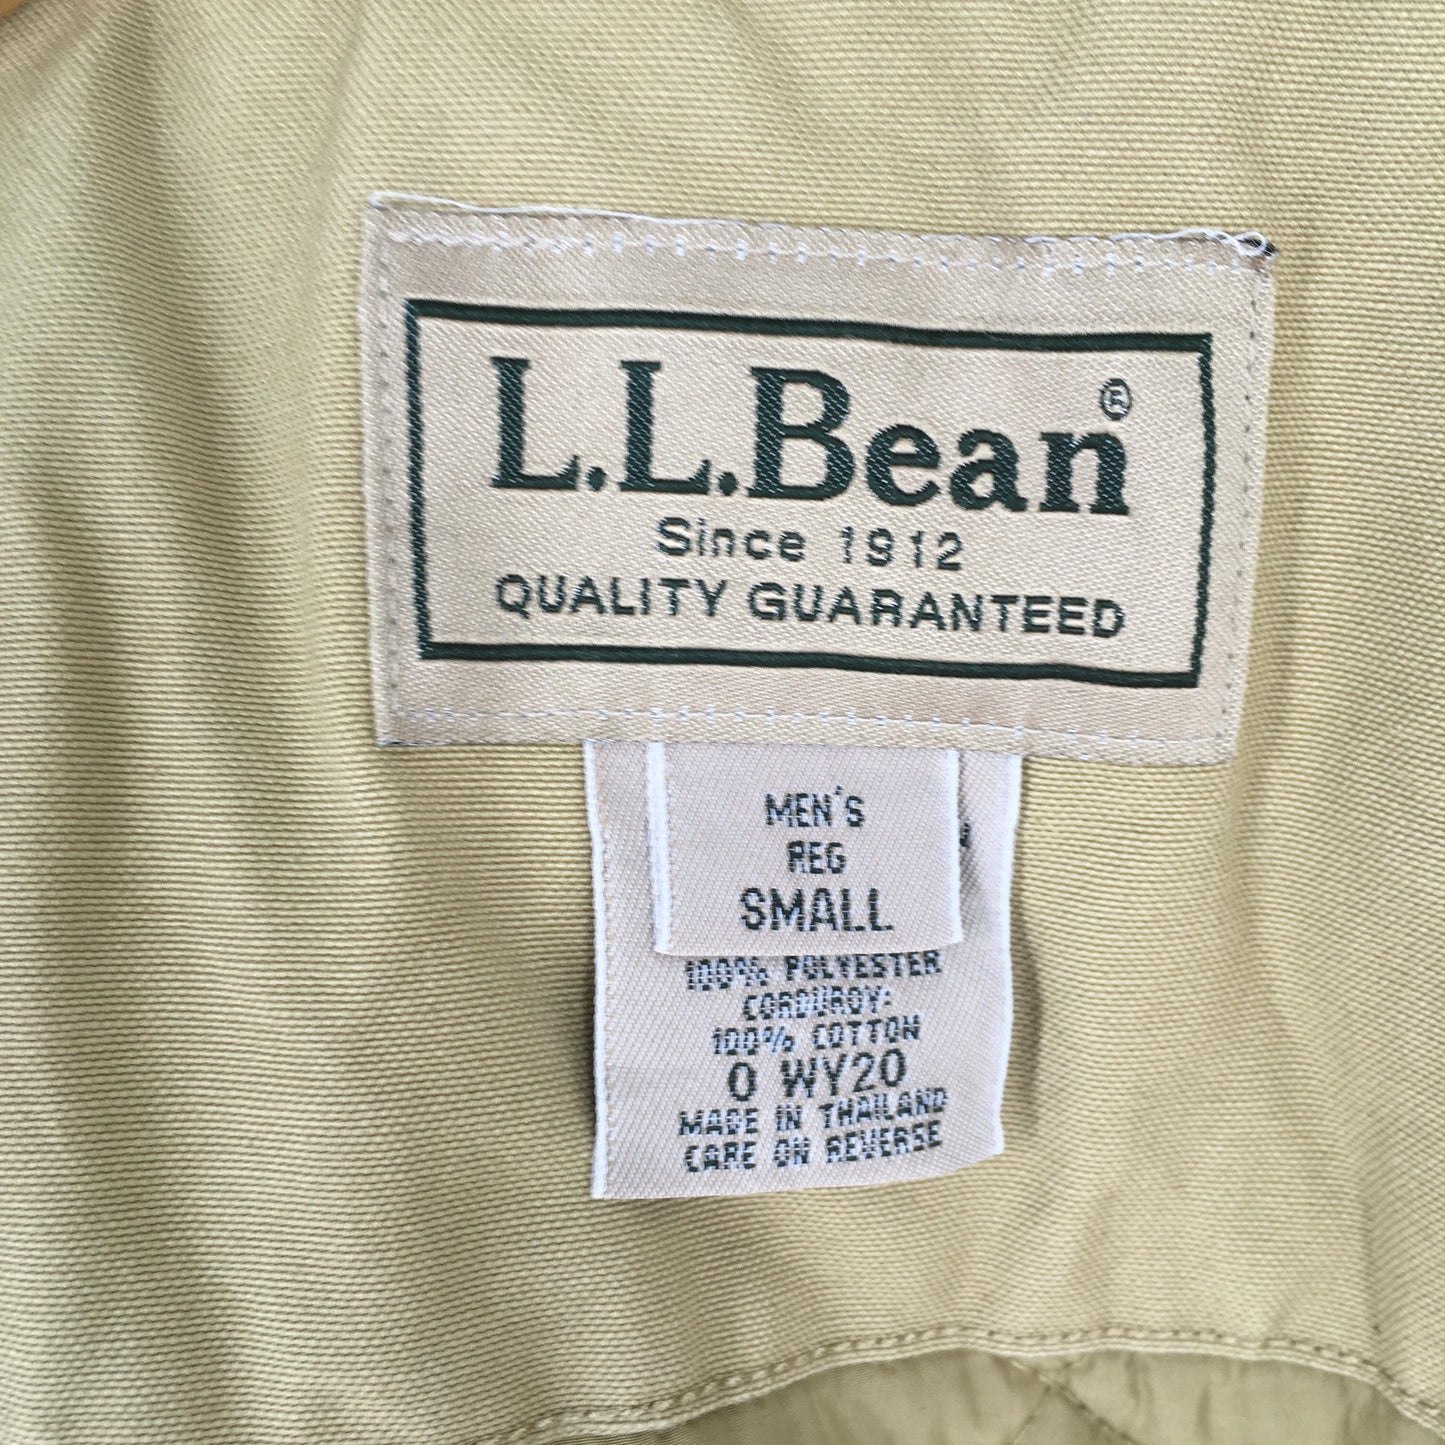 L.L.Bean®
Since 1912
QUALITY GUARANTEED
MEN'S
REG
SMALL
100% POLYESTER
CORDUROY:
100% COTTON
0 WY20
MADE IN THAILAND
CARE ON REVERSE